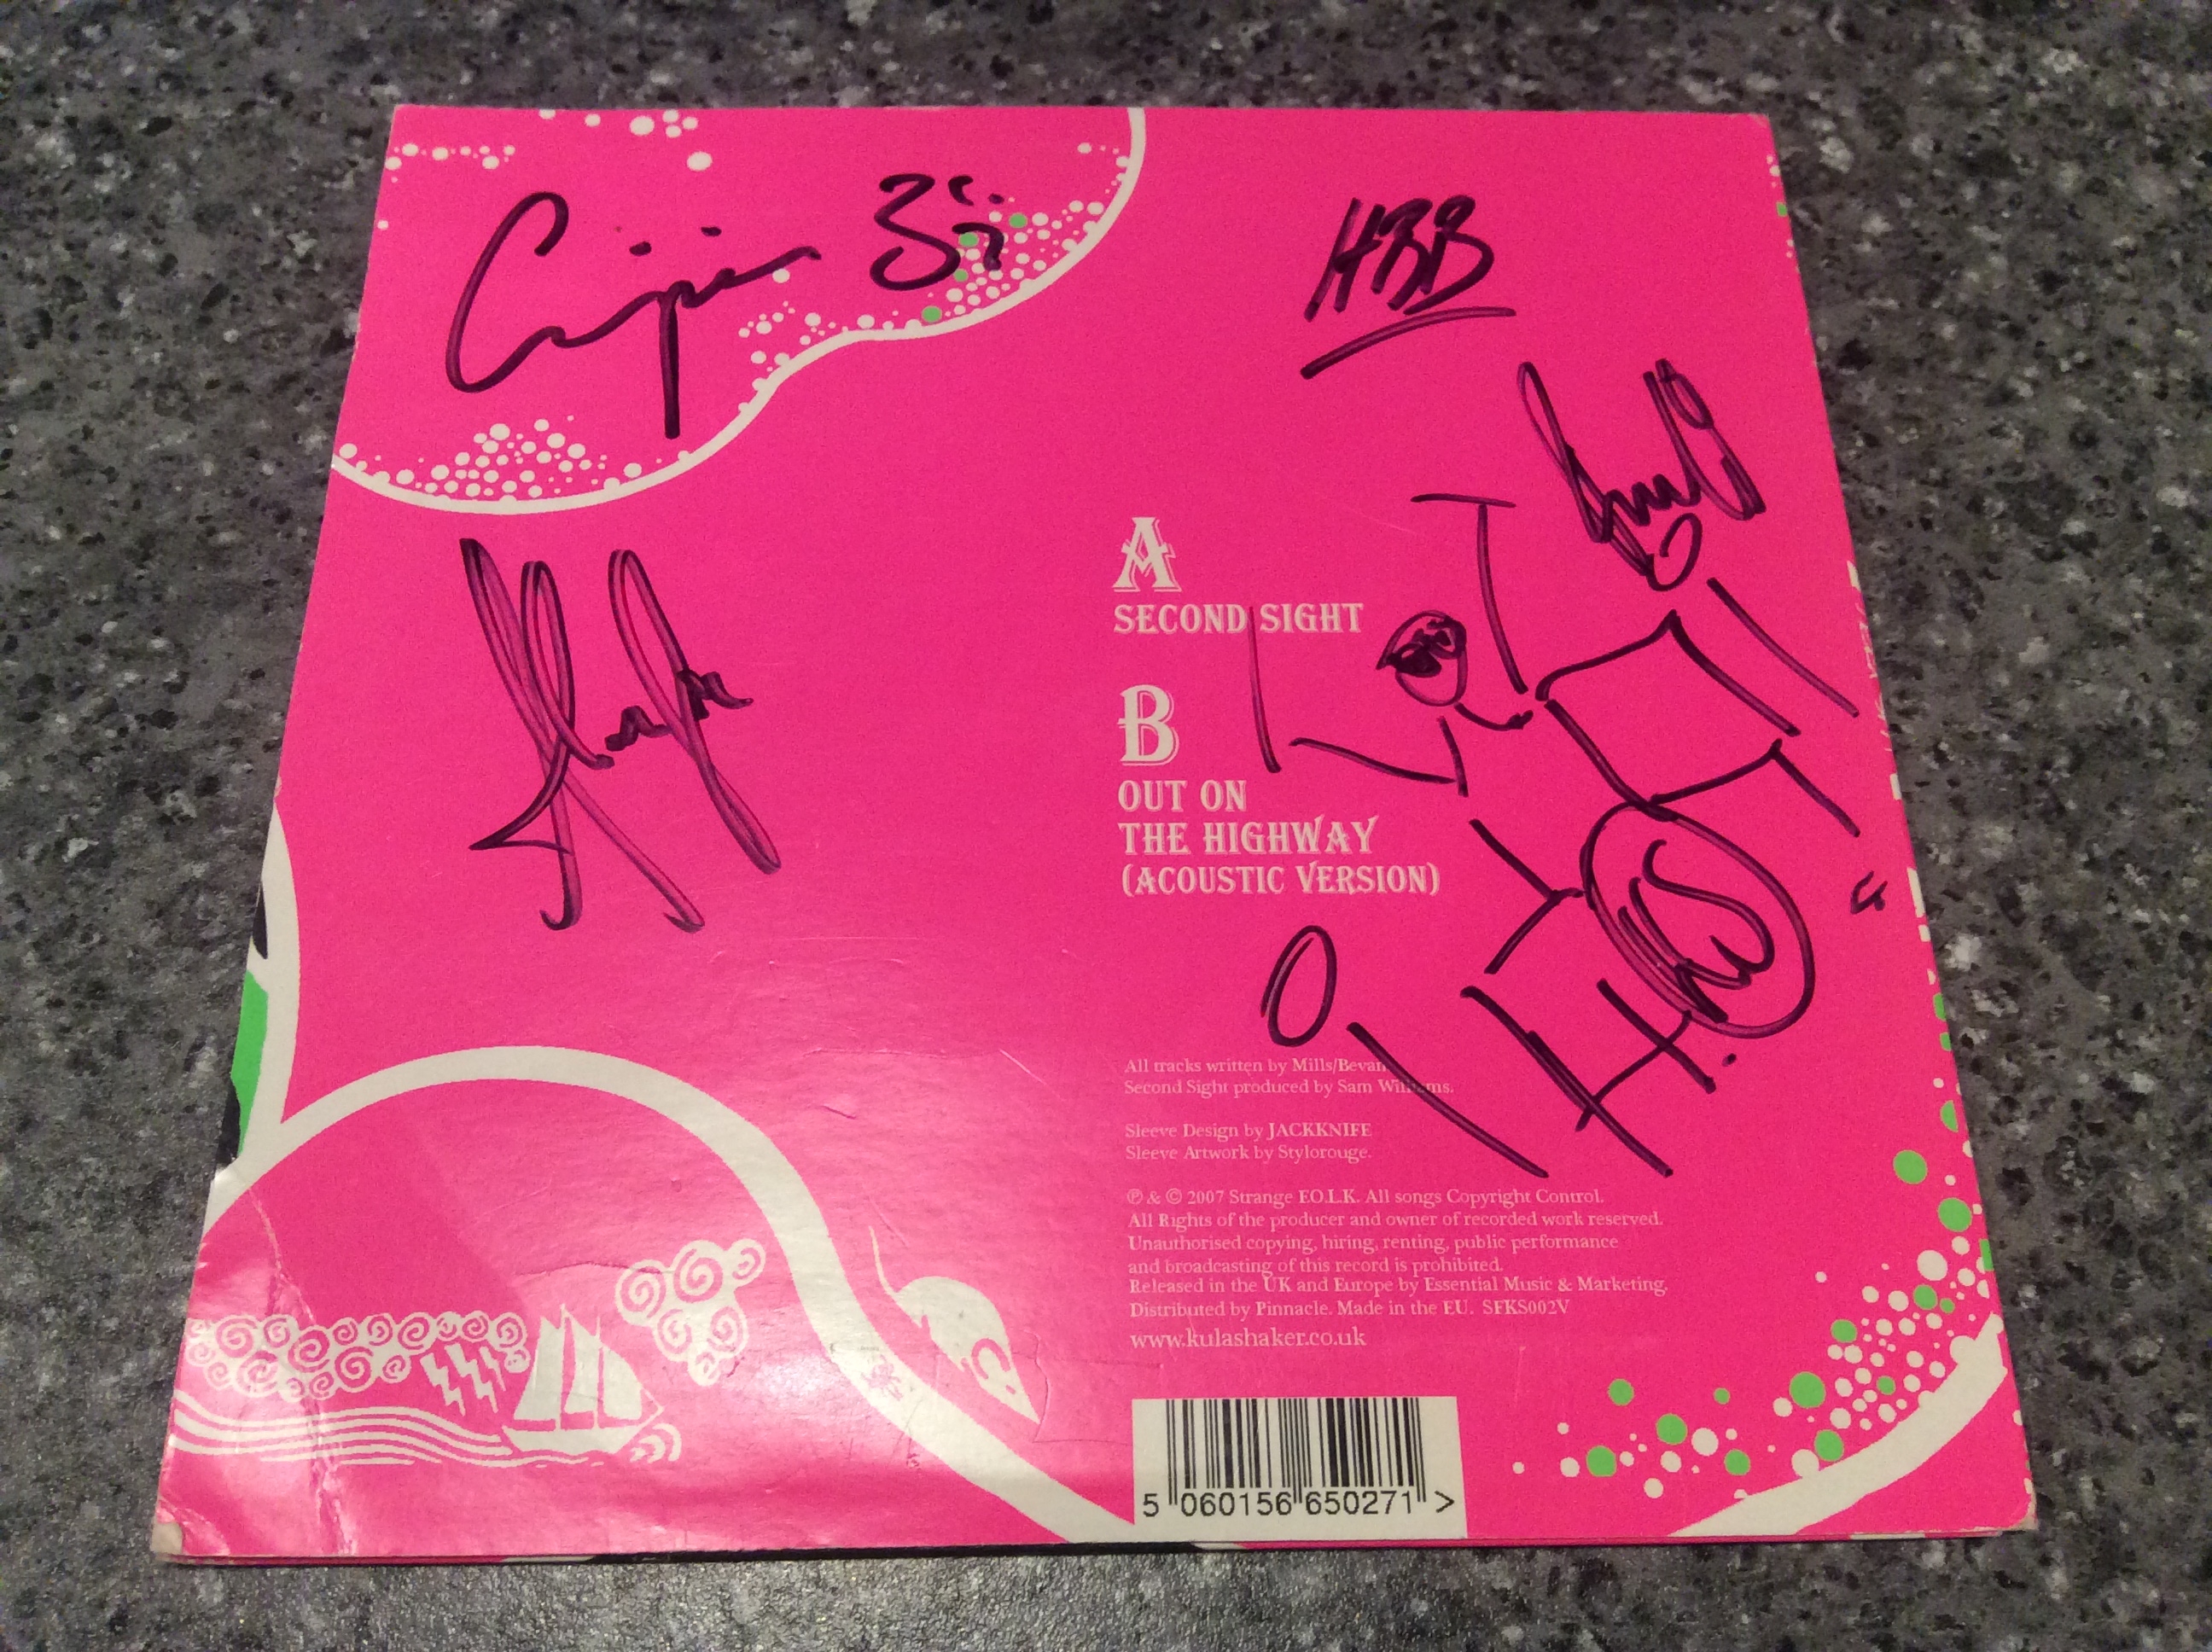 Crispian 3
HBB
A
SECOND SIGHT
B
OUT ON
THE HIGHWAY
(ACOUSTIC VERSION)
All tracks written by Mills/Bevan
Second Sight produced by Sam Williams.
Sleeve Design by JACKKNIFE
Sleeve Artwork by Stylorouge.
℗ & © 2007 Strange F.O.L.K. All songs Copyright Control.
All Rights of the producer and owner of recorded work reserved.
Unauthorised copying, hiring, renting, public performance
and broadcasting of this record is prohibited.
Released in the UK and Europe by Essential Music & Marketing.
Distributed by Pinnacle. Made in the EU. SFKS002V
www.kulashaker.co.uk
5 060156 650271 >